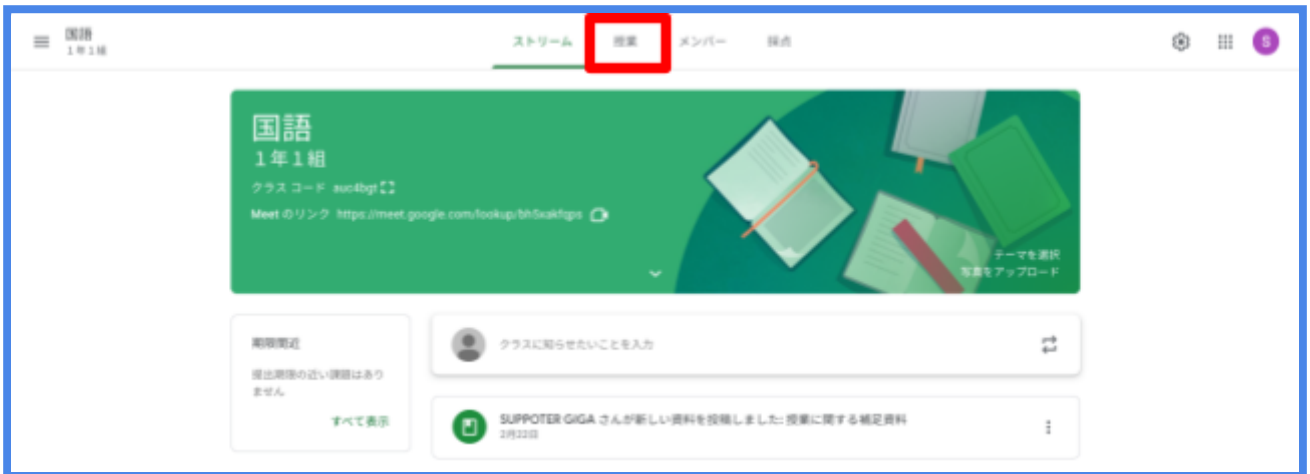 国語
1年1組
ストリーム
授業
メンバー
採点
S
国語
1年1組
クラス コード auc4bgt
Meet のリンク https://meet.google.com/lookup/bh5xakfqps
テーマを選択
写真をアップロード
期限間近
提出期限の近い課題はあり
ません
すべて表示
クラスに知らせたいことを入力
SUPPOTER GIGA さんが新しい資料を投稿しました: 授業に関する補足資料
2月22日